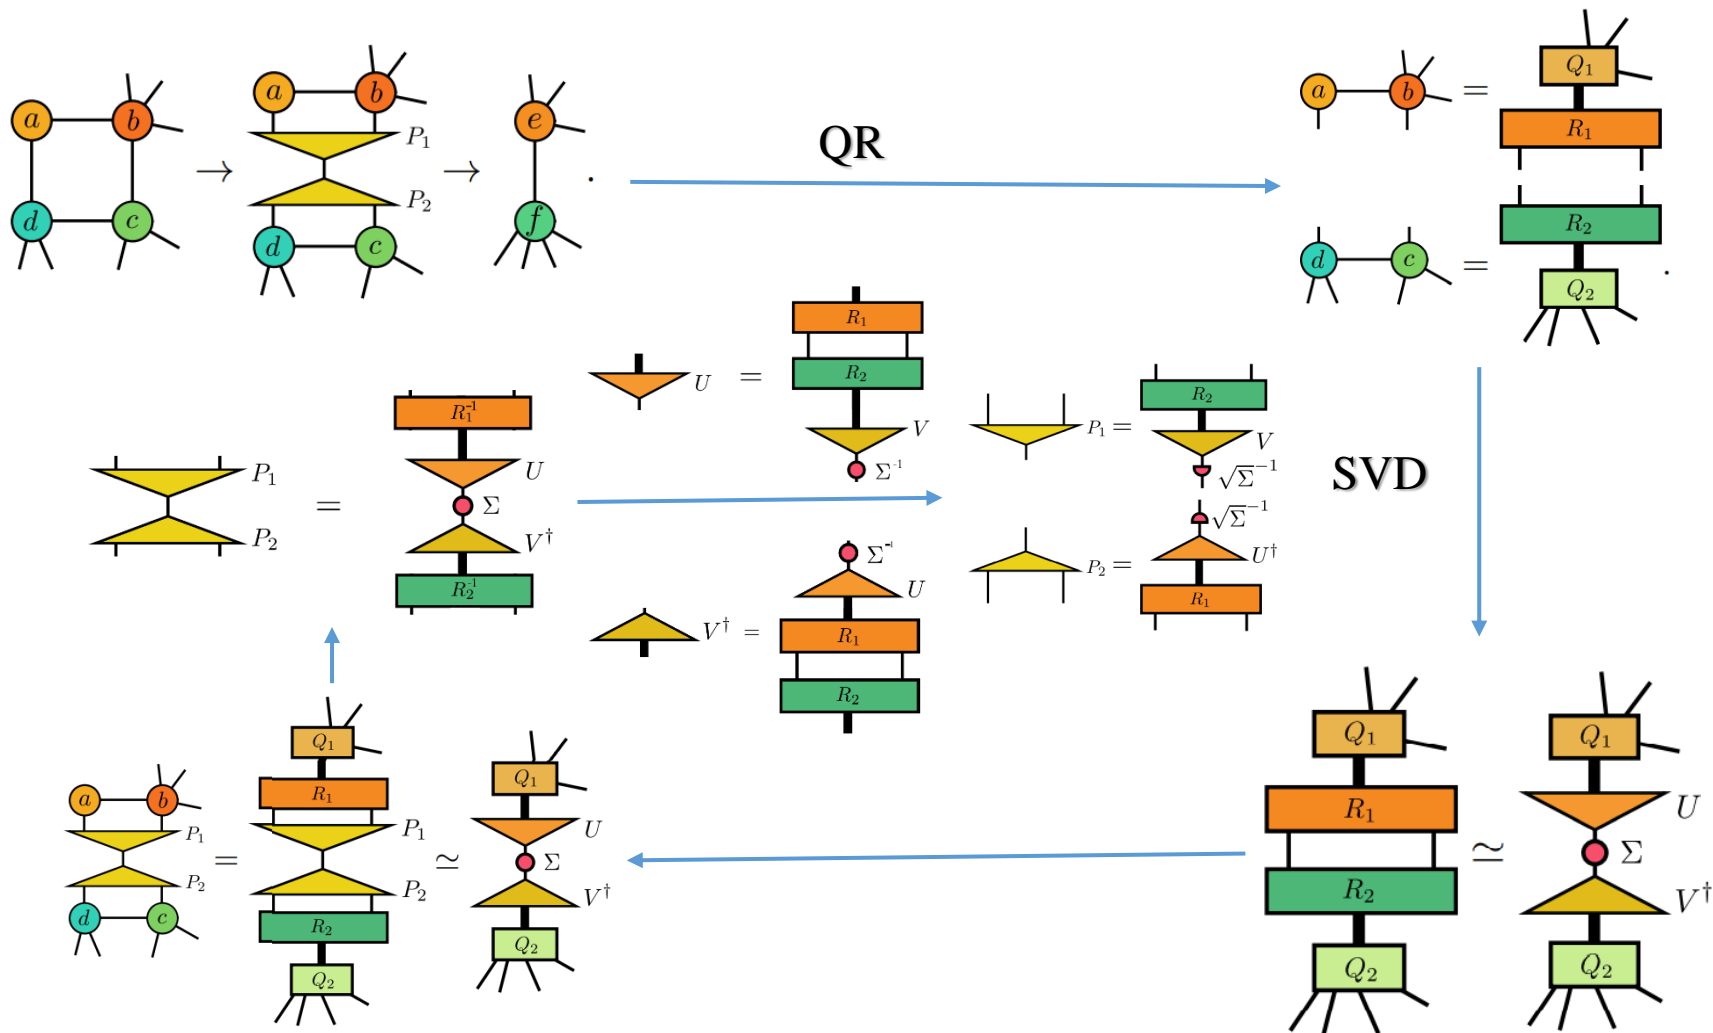 a b
d c
→
a b
P₁
P₂
d c
→
e
f
.
QR
a b =
Q₁
R₁
R₂
d c =
Q₂
.
P₁
P₂
=
R₁⁻¹
U
Σ
V†
R₂⁻¹
U =
R₁
R₂
V
Σ⁻¹
V† =
Σ⁻¹
U
R₁
R₂
P₁ =
R₂
V
√Σ⁻¹
P₂ =
√Σ⁻¹
U†
R₁
SVD
a b
P₁
P₂
d c
=
Q₁
R₁
P₁
P₂
R₂
Q₂
≃
Q₁
U
Σ
V†
Q₂
Q₁
R₁
R₂
Q₂
≃
Q₁
U
Σ
V†
Q₂